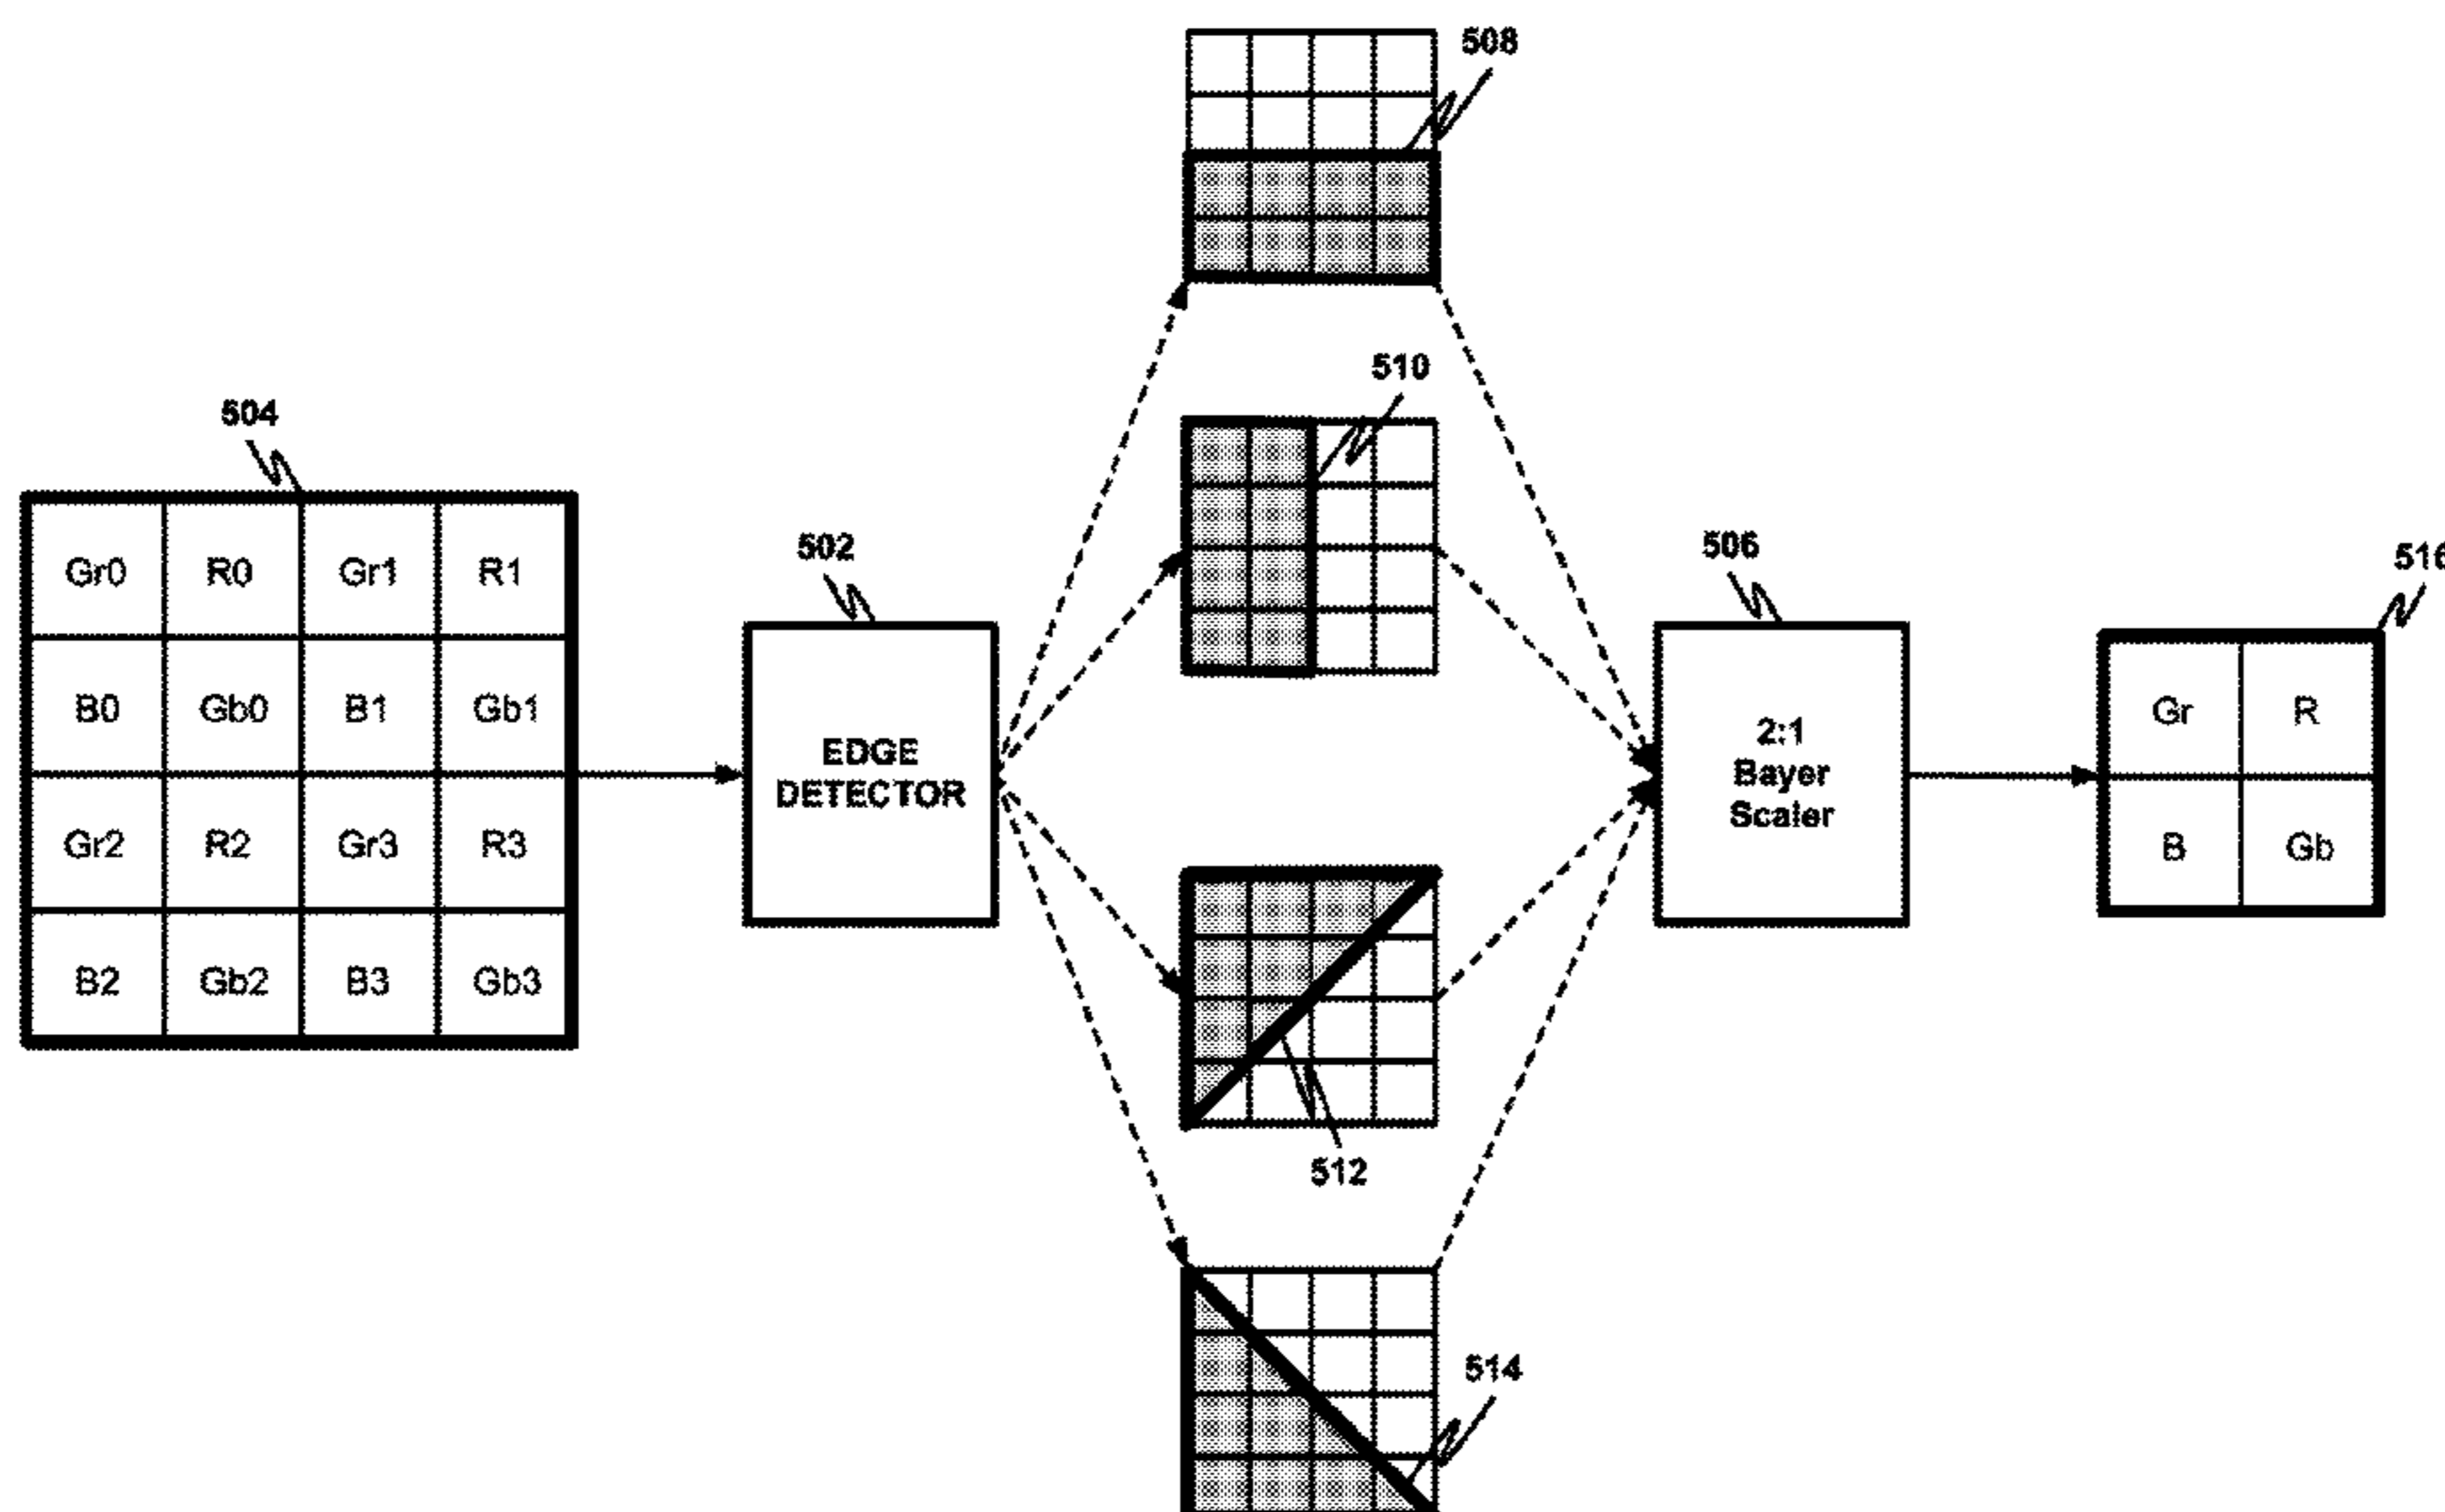 508
510
504
502
506
516
Gr0 R0 Gr1 R1
B0 Gb0 B1 Gb1
Gr2 R2 Gr3 R3
B2 Gb2 B3 Gb3
EDGE
DETECTOR
2:1
Bayer
Scaler
Gr R
B Gb
512
514